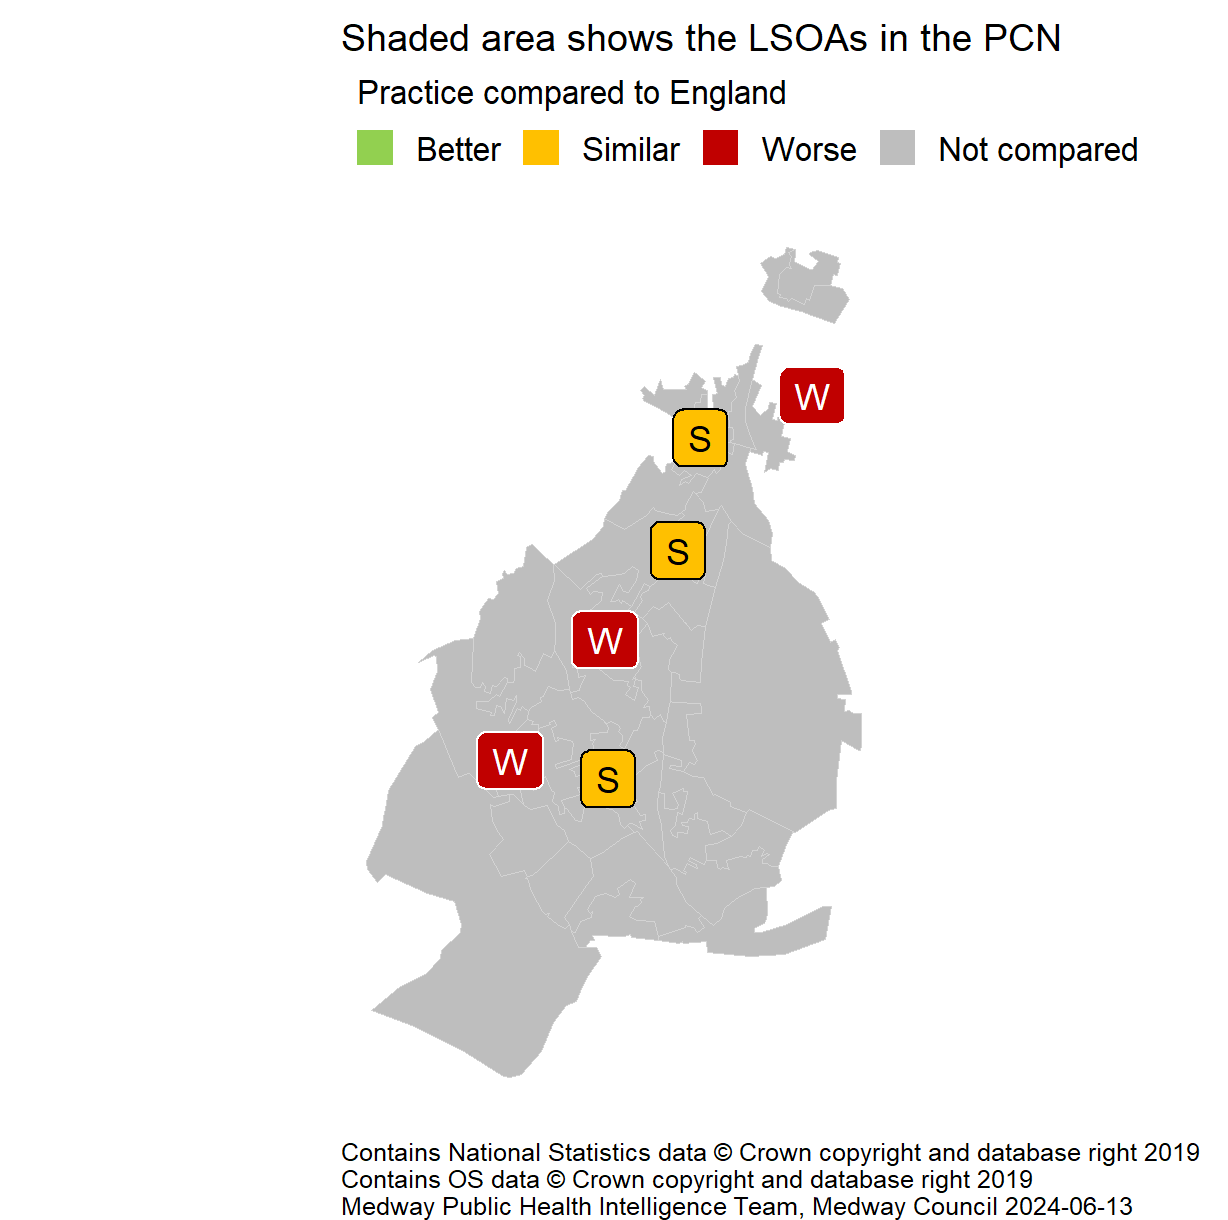 Shaded area shows the LSOAs in the PCN
Practice compared to England
Better Similar Worse Not compared
W
S
S
W
W
S
Contains National Statistics data © Crown copyright and database right 2019
Contains OS data © Crown copyright and database right 2019
Medway Public Health Intelligence Team, Medway Council 2024-06-13